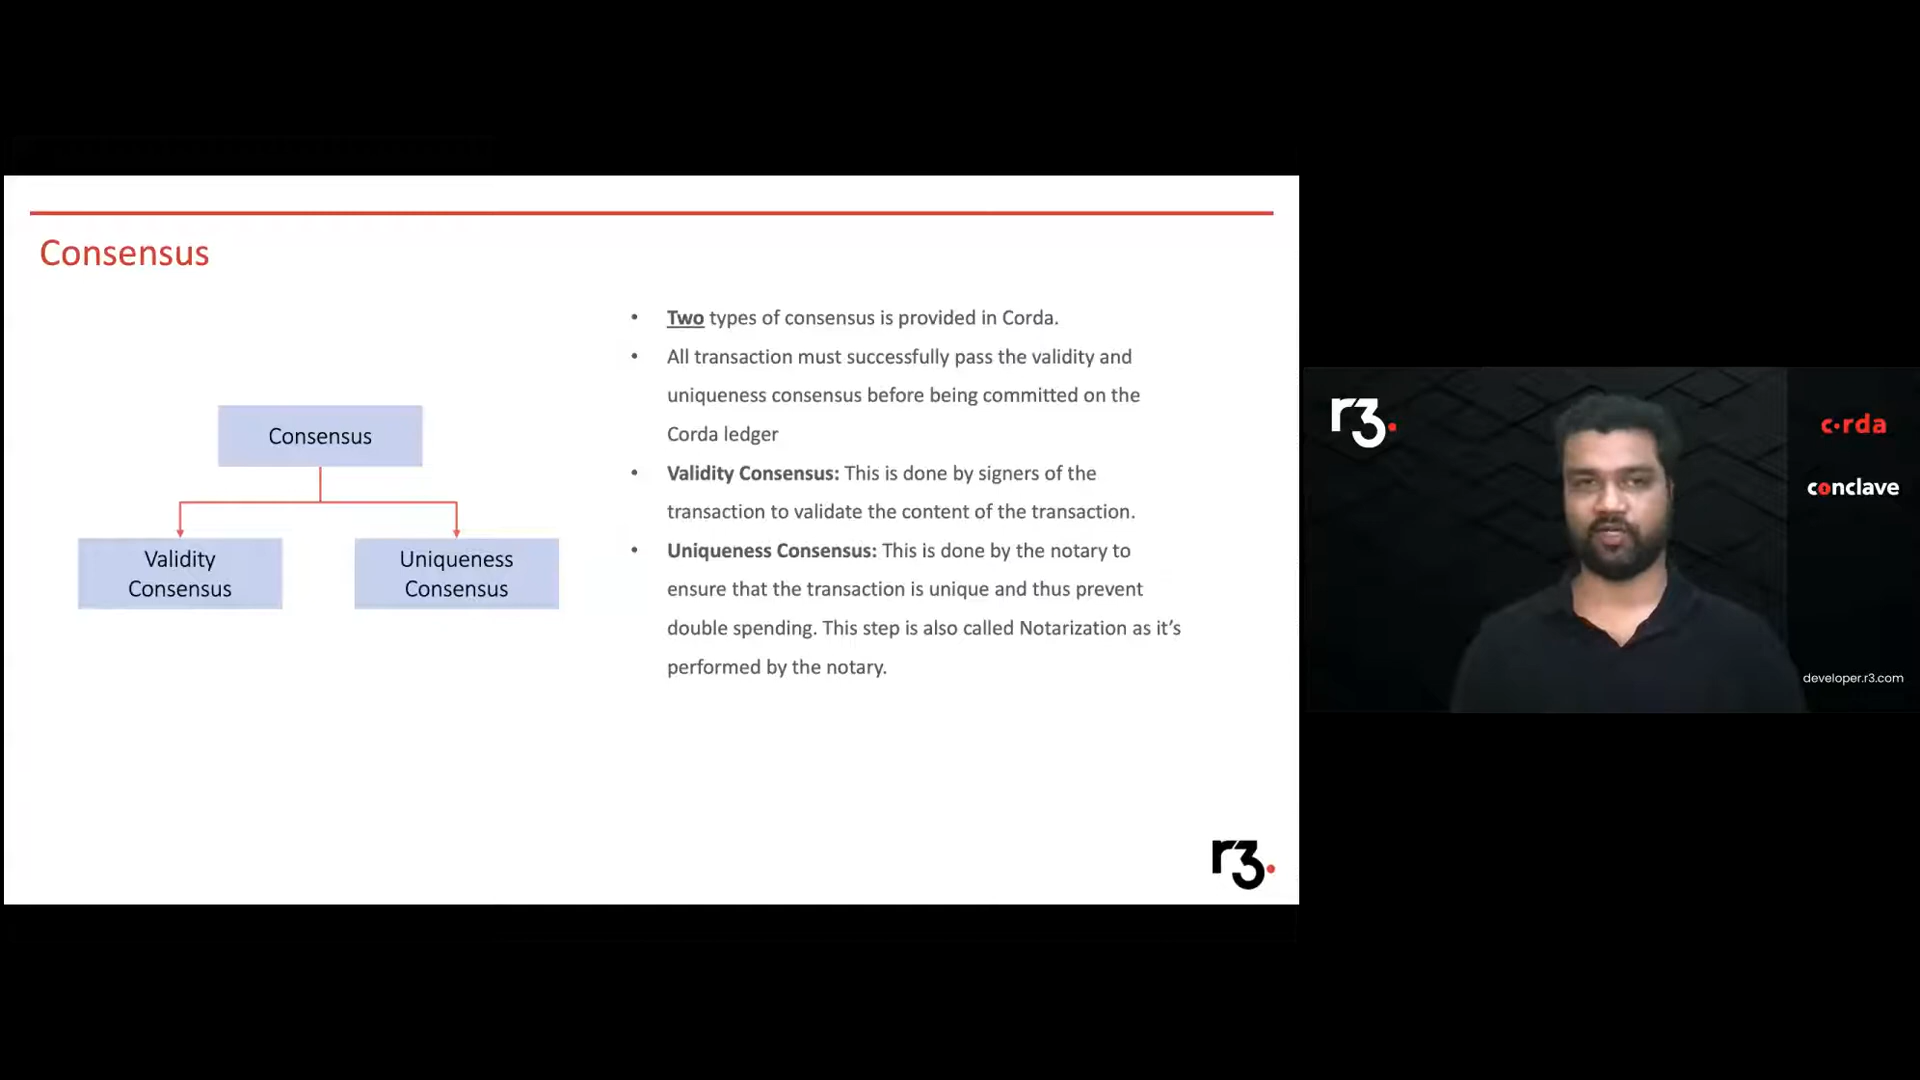 Consensus
Consensus
Validity
Consensus
Uniqueness
Consensus
• Two types of consensus is provided in Corda.
• All transaction must successfully pass the validity and
uniqueness consensus before being committed on the
Corda ledger
• Validity Consensus: This is done by signers of the
transaction to validate the content of the transaction.
• Uniqueness Consensus: This is done by the notary to
ensure that the transaction is unique and thus prevent
double spending. This step is also called Notarization as it’s
performed by the notary.
r3.
r3.
c·rda
conclave
developer.r3.com